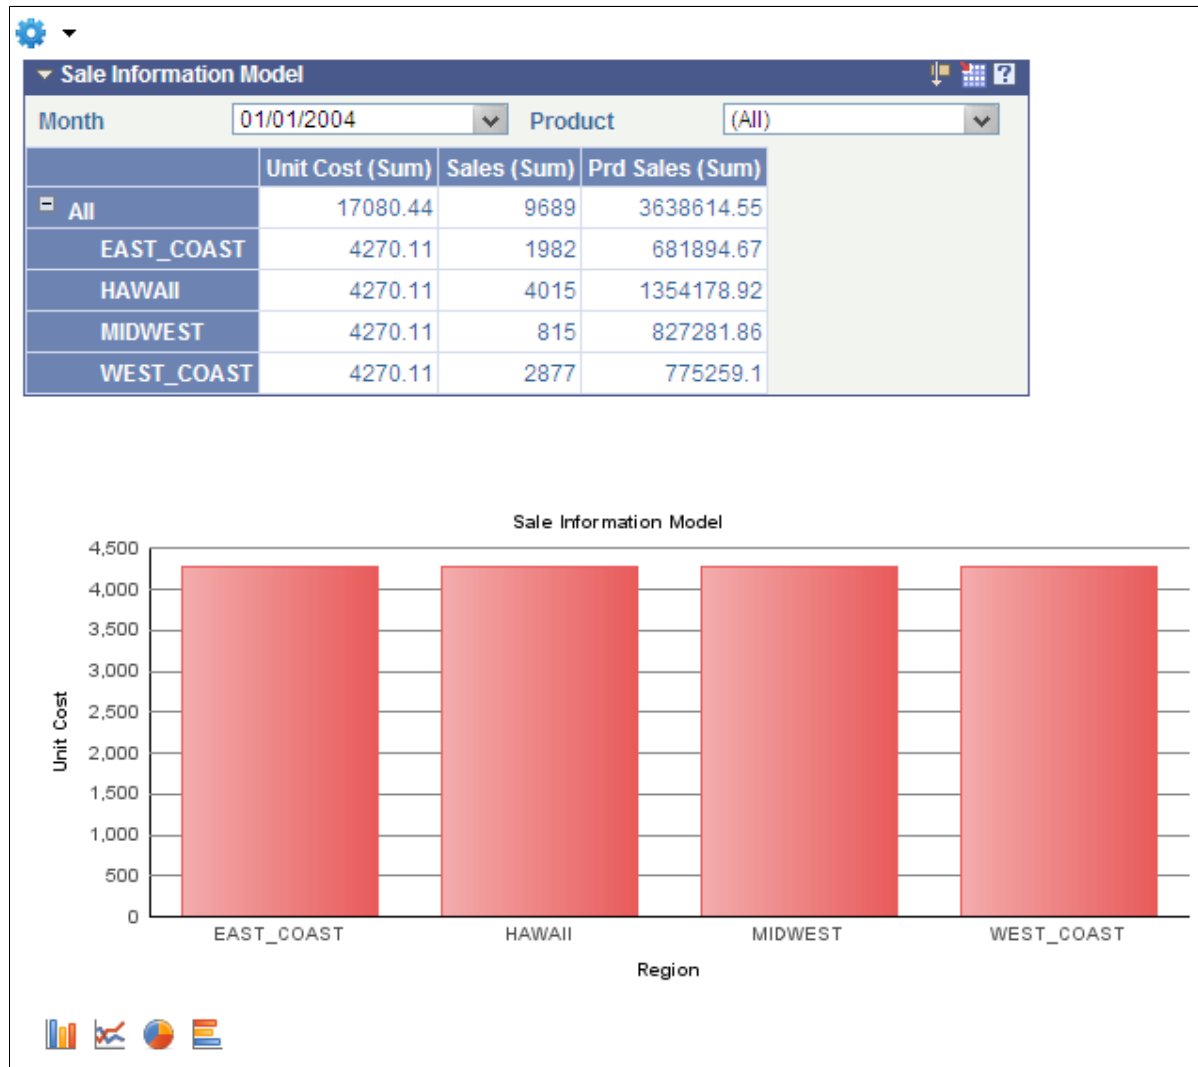 Sale Information Model
Month 01/01/2004 Product (All)
Unit Cost (Sum) Sales (Sum) Prd Sales (Sum)
All 17080.44 9689 3638614.55
EAST_COAST 4270.11 1982 681894.67
HAWAII 4270.11 4015 1354178.92
MIDWEST 4270.11 815 827281.86
WEST_COAST 4270.11 2877 775259.1
Sale Information Model
4,500
4,000
3,500
3,000
2,500
2,000
1,500
1,000
500
0
Unit Cost
EAST_COAST HAWAII MIDWEST WEST_COAST
Region